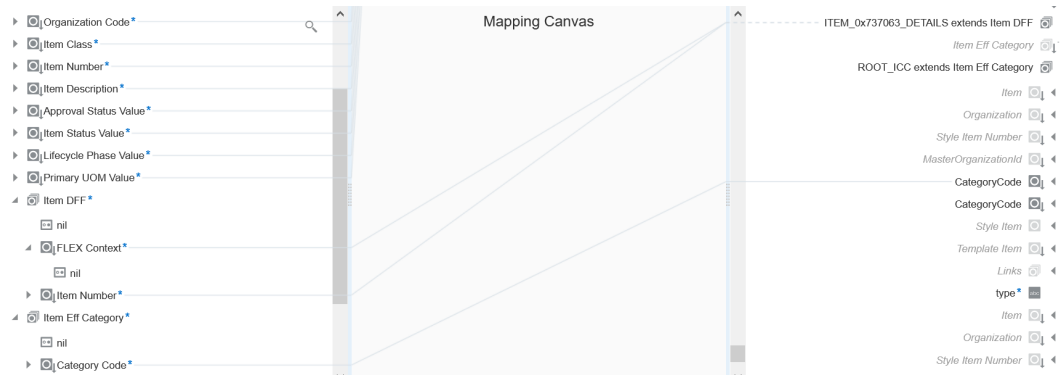 Mapping Canvas
Organization Code*
Item Class*
Item Number*
Item Description*
Approval Status Value*
Item Status Value*
Lifecycle Phase Value*
Primary UOM Value*
Item DFF*
nil
FLEX Context*
nil
Item Number*
Item Eff Category*
nil
Category Code*
ITEM_0x737063_DETAILS extends Item DFF
Item Eff Category
ROOT_ICC extends Item Eff Category
Item
Organization
Style Item Number
MasterOrganizationId
CategoryCode
CategoryCode
Style Item
Template Item
Links
type*
Item
Organization
Style Item Number